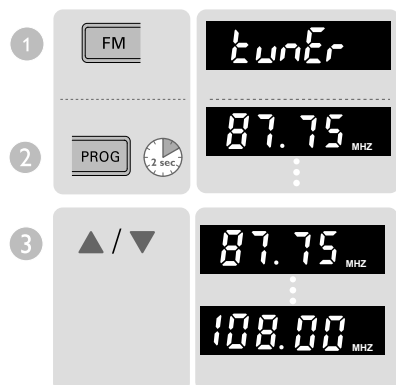 1
FM
tunEr
2
PROG
2 sec.
87.75 MHZ
3
▲ / ▼
87.75 MHZ
108.00 MHZ